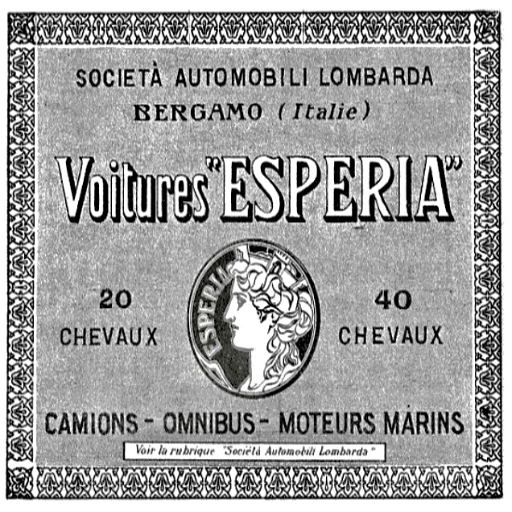 SOCIETÀ AUTOMOBILI LOMBARDA
BERGAMO (Italie)
Voitures "ESPERIA"
20
CHEVAUX
ESPERIA
40
CHEVAUX
CAMIONS - OMNIBUS - MOTEURS MARINS
Voir la rubrique "Società Automobili Lombarda"